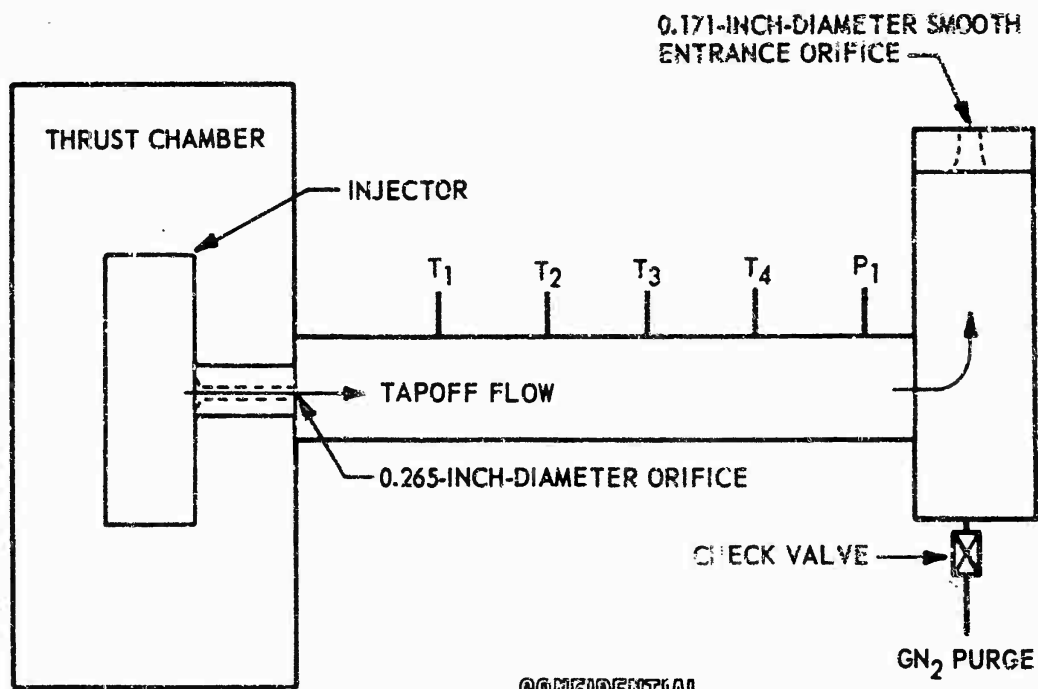 0.171-INCH-DIAMETER SMOOTH
ENTRANCE ORIFICE
THRUST CHAMBER
INJECTOR
T1
T2
T3
T4
P1
TAPOFF FLOW
0.265-INCH-DIAMETER ORIFICE
CHECK VALVE
GN2 PURGE
CONFIDENTIAL